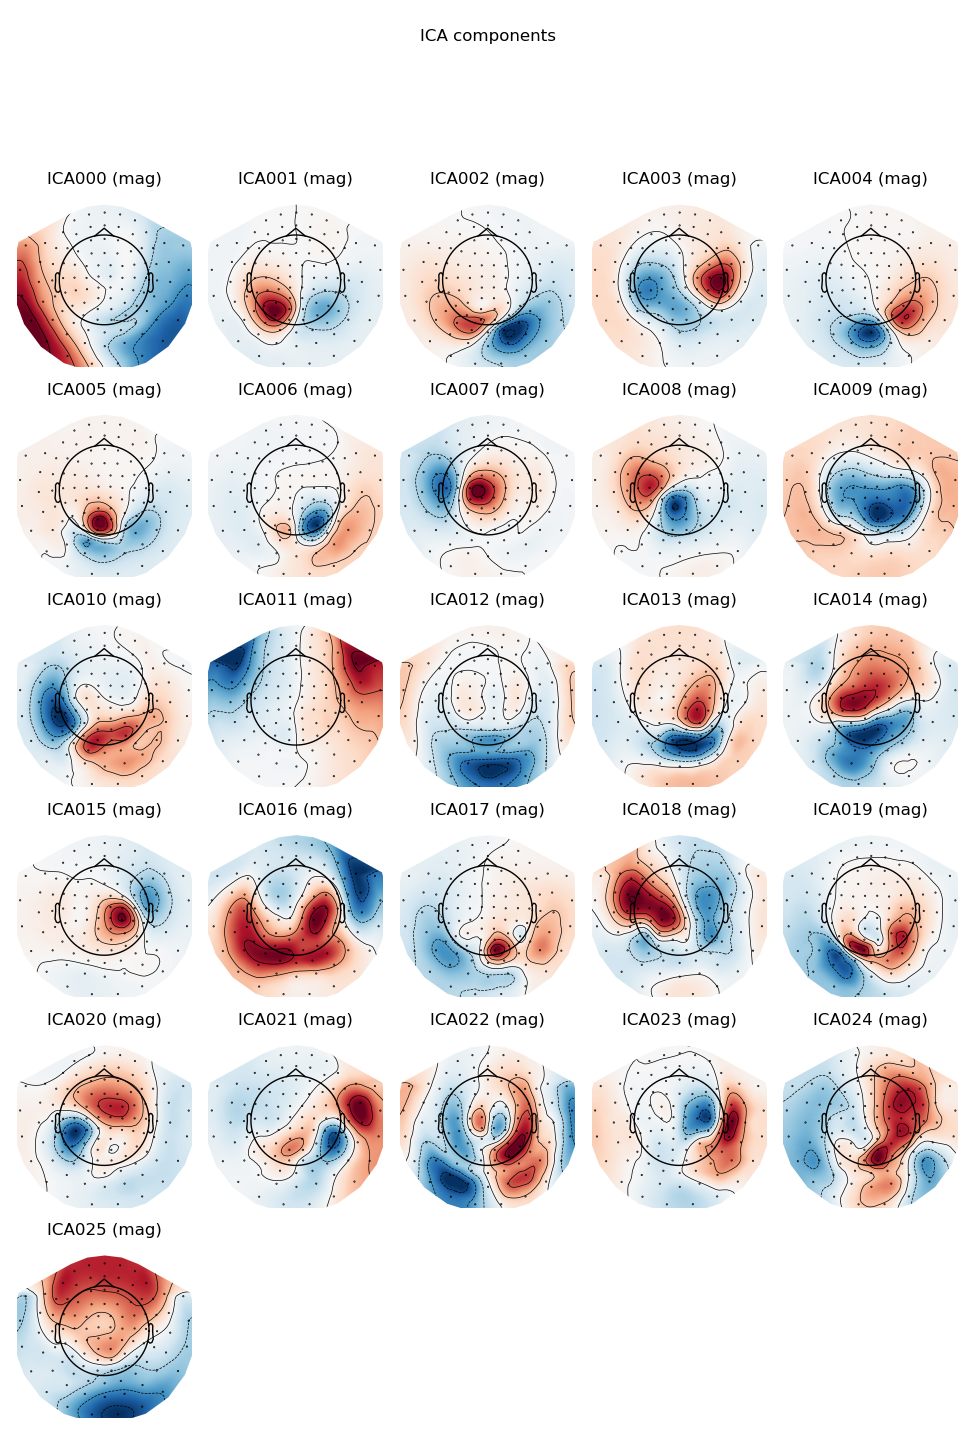 ICA components
ICA000 (mag) ICA001 (mag) ICA002 (mag) ICA003 (mag) ICA004 (mag)
ICA005 (mag) ICA006 (mag) ICA007 (mag) ICA008 (mag) ICA009 (mag)
ICA010 (mag) ICA011 (mag) ICA012 (mag) ICA013 (mag) ICA014 (mag)
ICA015 (mag) ICA016 (mag) ICA017 (mag) ICA018 (mag) ICA019 (mag)
ICA020 (mag) ICA021 (mag) ICA022 (mag) ICA023 (mag) ICA024 (mag)
ICA025 (mag)